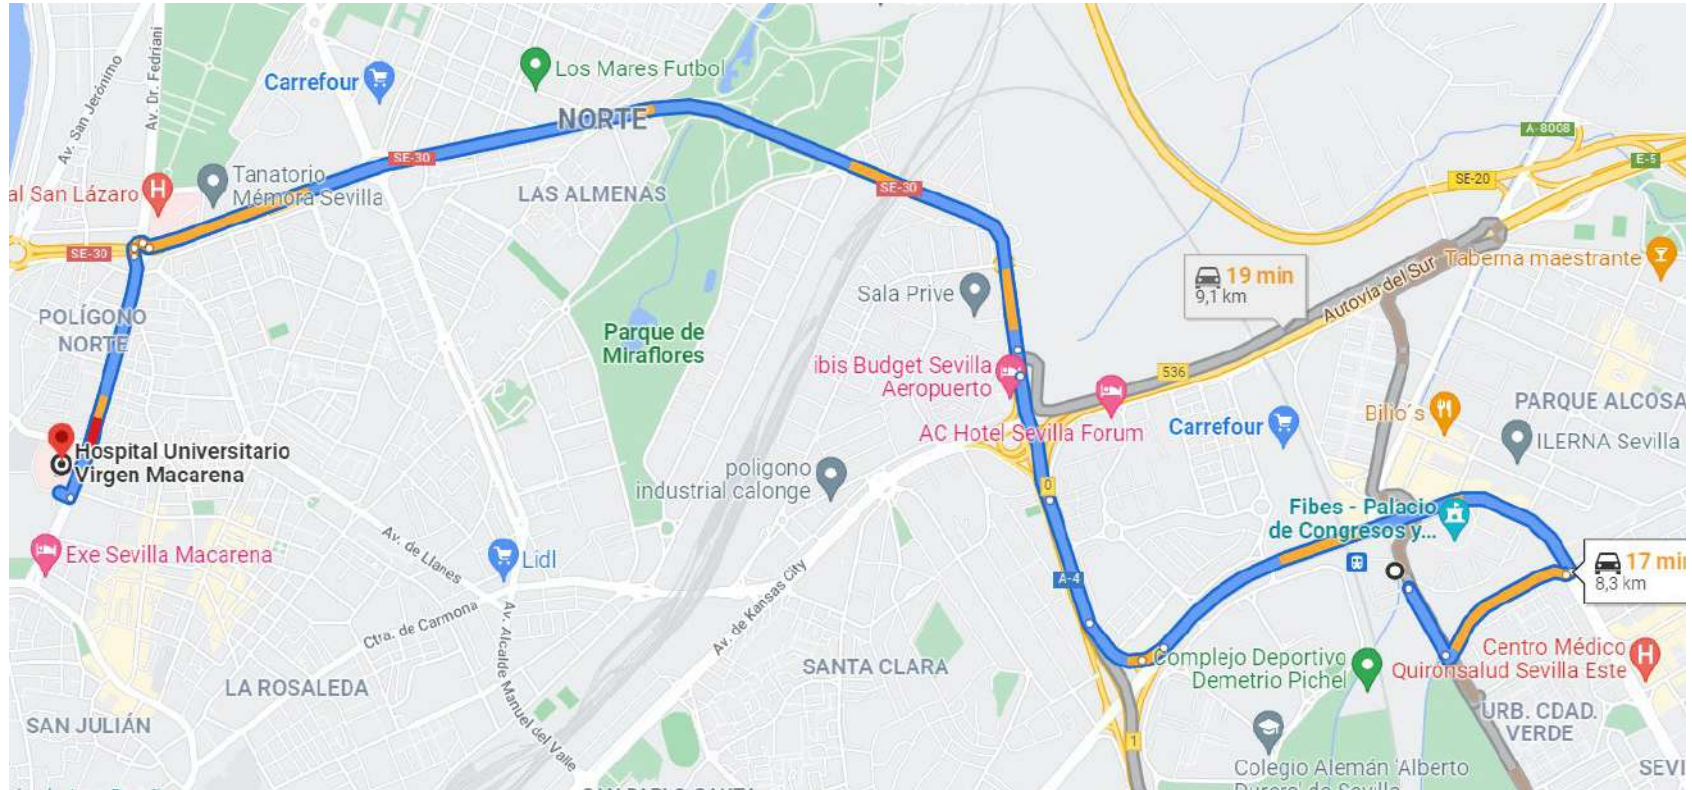 Av. San Jerónimo
Av. Dr. Fedriani
Carrefour
Los Mares Futbol
NORTE
A-8008
E-5
SE-20
SE-30
SE-30
Tanatorio
Mémora Sevilla
al San Lázaro
LAS ALMENAS
SE-30
Taberna maestrante
19 min
9,1 km
Autovía del Sur
Sala Prive
POLÍGONO
NORTE
Parque de
Miraflores
ibis Budget Sevilla
Aeropuerto
536
PARQUE ALCOSA
Bilio´s
Carrefour
AC Hotel Sevilla Forum
ILERNA Sevilla
Hospital Universitario
Virgen Macarena
poligono
industrial calonge
0
Fibes - Palacio
de Congresos y...
Exe Sevilla Macarena
Av. de Llanes
Lidl
A-4
17 min
8,3 km
Ctra. de Carmona
Av. Alcalde Manuel del Valle
Av. de Kansas City
SANTA CLARA
Complejo Deportivo
Demetrio Pichel
Centro Médico
Quirónsalud Sevilla Este
LA ROSALEDA
SAN JULIÁN
URB. CDAD.
VERDE
1
Colegio Alemán 'Alberto
SEVI